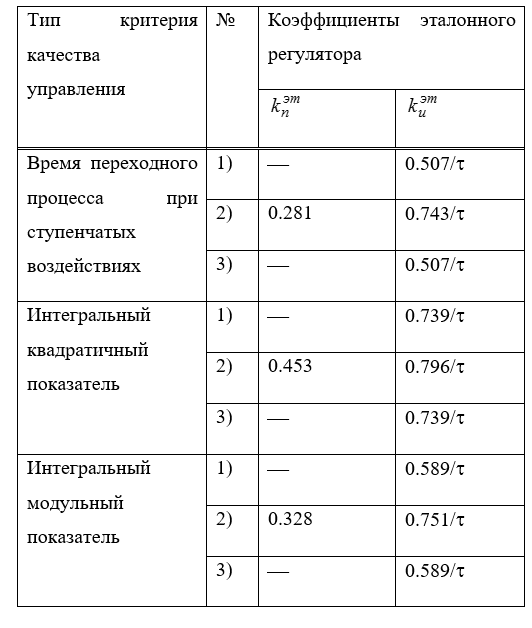 Тип критерия № Коэффициенты эталонного
качества регулятора
управления
k_п^эт k_и^эт
Время переходного 1) — 0.507/τ
процесса при 2) 0.281 0.743/τ
ступенчатых
воздействиях 3) — 0.507/τ
Интегральный 1) — 0.739/τ
квадратичный
показатель 2) 0.453 0.796/τ
3) — 0.739/τ
Интегральный 1) — 0.589/τ
модульный
показатель 2) 0.328 0.751/τ
3) — 0.589/τ